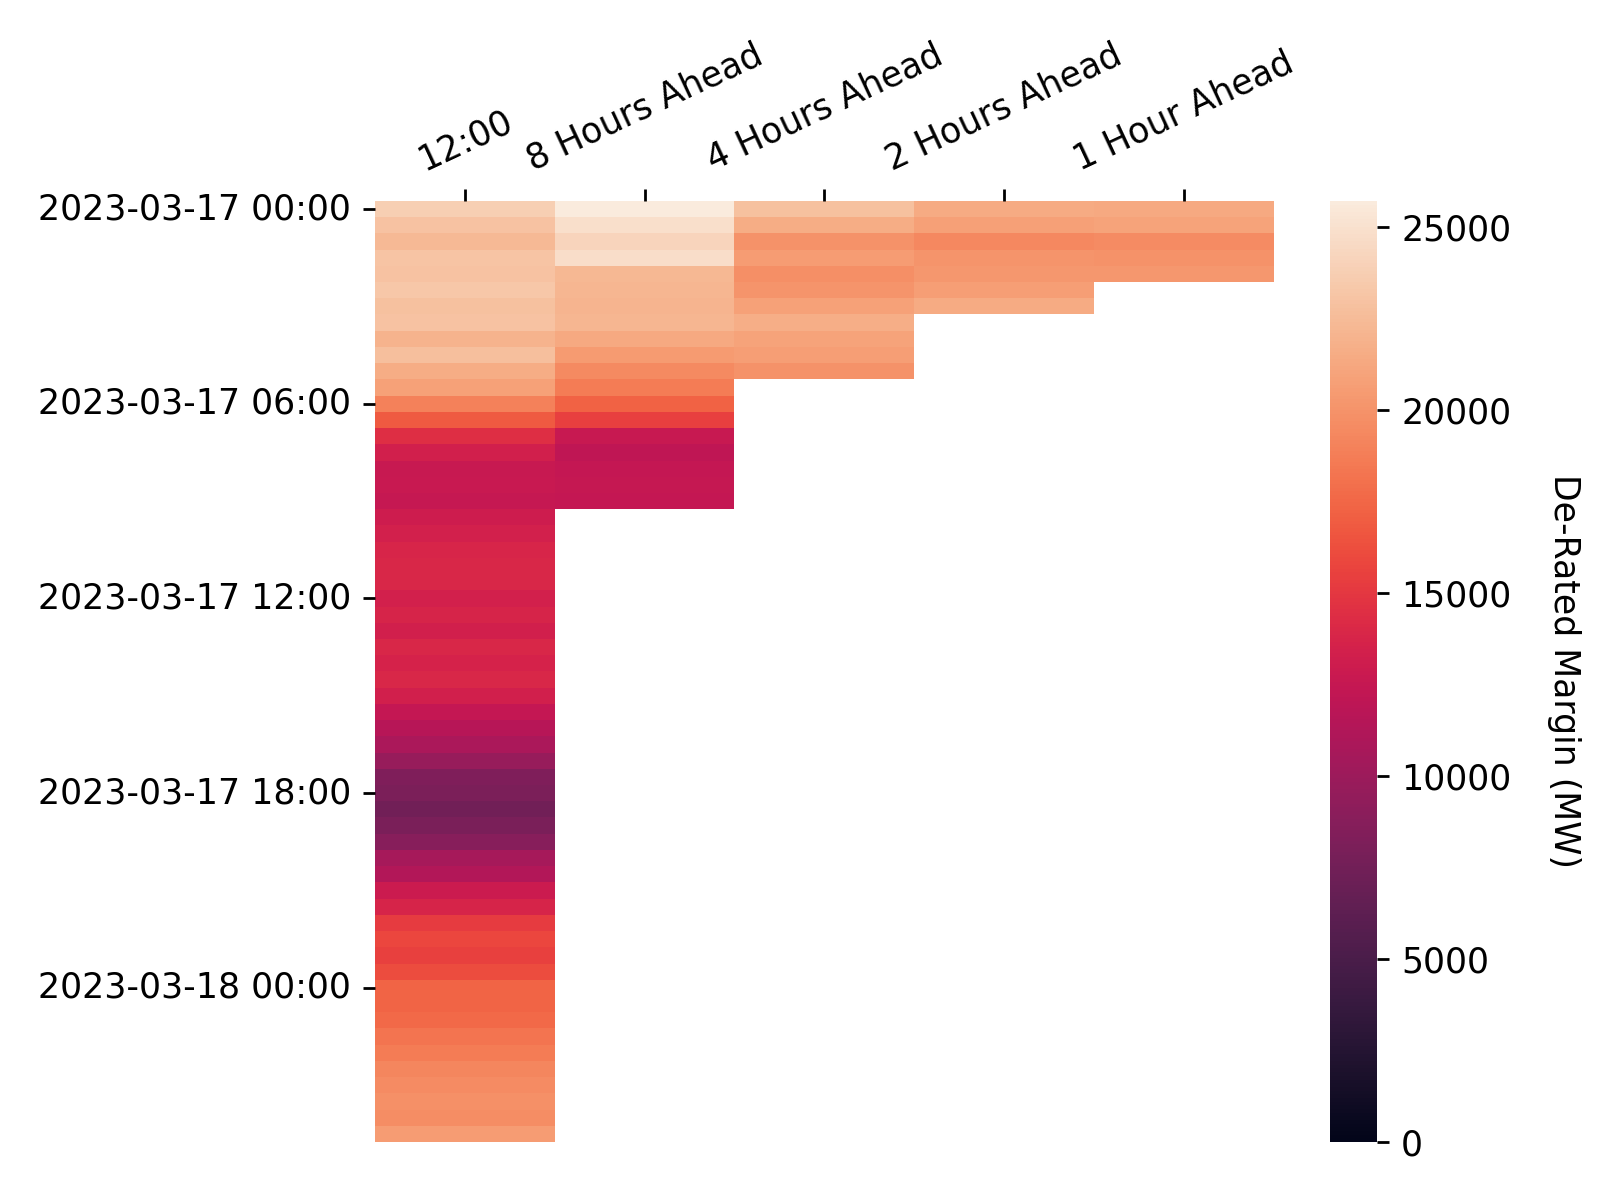 12:00
8 Hours Ahead
4 Hours Ahead
2 Hours Ahead
1 Hour Ahead
2023-03-17 00:00
2023-03-17 06:00
2023-03-17 12:00
2023-03-17 18:00
2023-03-18 00:00
25000
20000
15000
10000
5000
0
De-Rated Margin (MW)